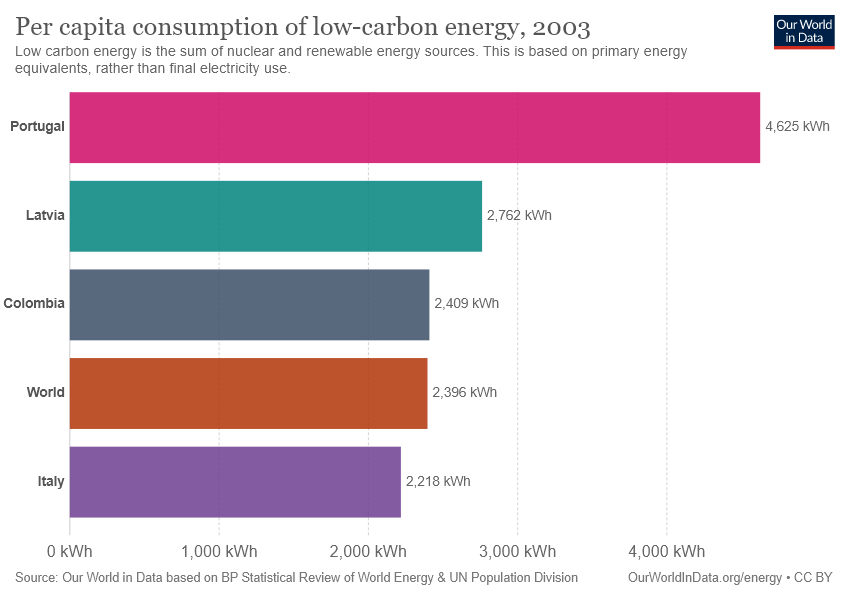 Per capita consumption of low-carbon energy, 2003
Our World
in Data
Low carbon energy is the sum of nuclear and renewable energy sources. This is based on primary energy
equivalents, rather than final electricity use.
Portugal
4,625 kWh
Latvia
2,762 kWh
Colombia
2,409 kWh
World
2,396 kWh
Italy
2,218 kWh
0 kWh
1,000 kWh
2,000 kWh
3,000 kWh
4,000 kWh
Source: Our World in Data based on BP Statistical Review of World Energy & UN Population Division
OurWorldInData.org/energy • CC BY